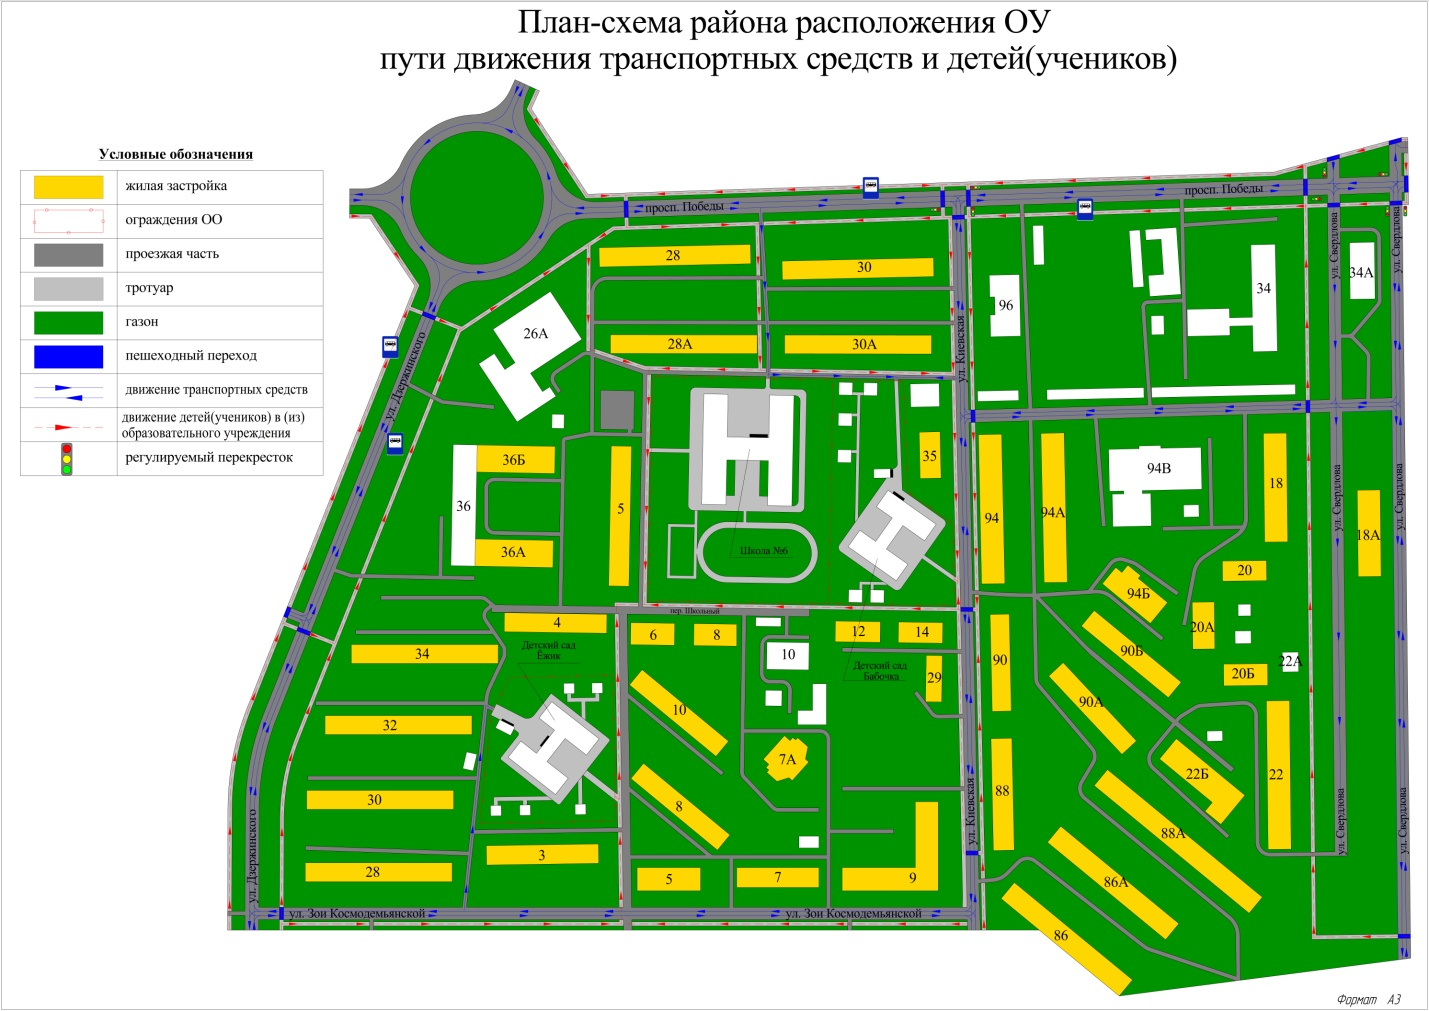 План-схема района расположения ОУ
пути движения транспортных средств и детей(учеников)
Условные обозначения
жилая застройка
ограждения ОО
проезжая часть
тротуар
газон
пешеходный переход
движение транспортных средств
движение детей(учеников) в (из)
образовательного учреждения
регулируемый перекресток
просп. Победы
просп. Победы
ул. Свердлова
ул. Свердлова
28
30
96
34
34А
26А
28А
30А
ул. Киевская
ул. Дзержинского
36Б
36
36А
5
35
Школа №6
94
94А
94В
18
18А
ул. Свердлова
ул. Свердлова
20
94Б
20А
90Б
22А
20Б
пер. Школьный
4
6
8
12
14
10
29
90
Детский сад
Ёжик
Детский сад
Бабочка
34
32
30
28
10
7А
8
3
5
7
9
90А
22Б
22
88
88А
86А
86
ул. Киевская
ул. Свердлова
ул. Свердлова
ул. Дзержинского
ул. Зои Космодемьянской
ул. Зои Космодемьянской
Формат А3